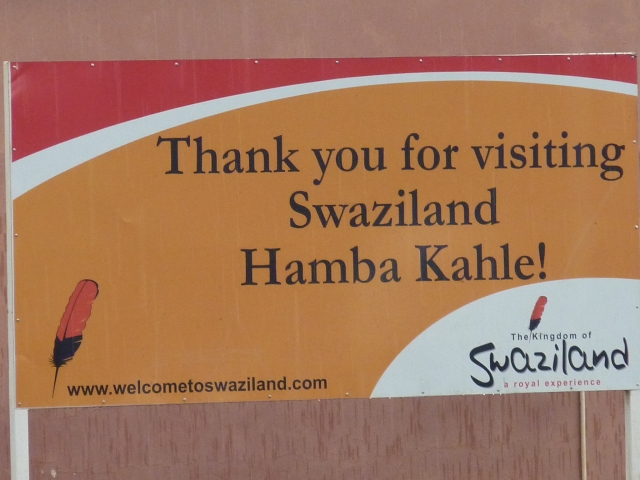 Thank you for visiting
Swaziland
Hamba Kahle!
www.welcometoswaziland.com
The Kingdom of
Swaziland
a royal experience